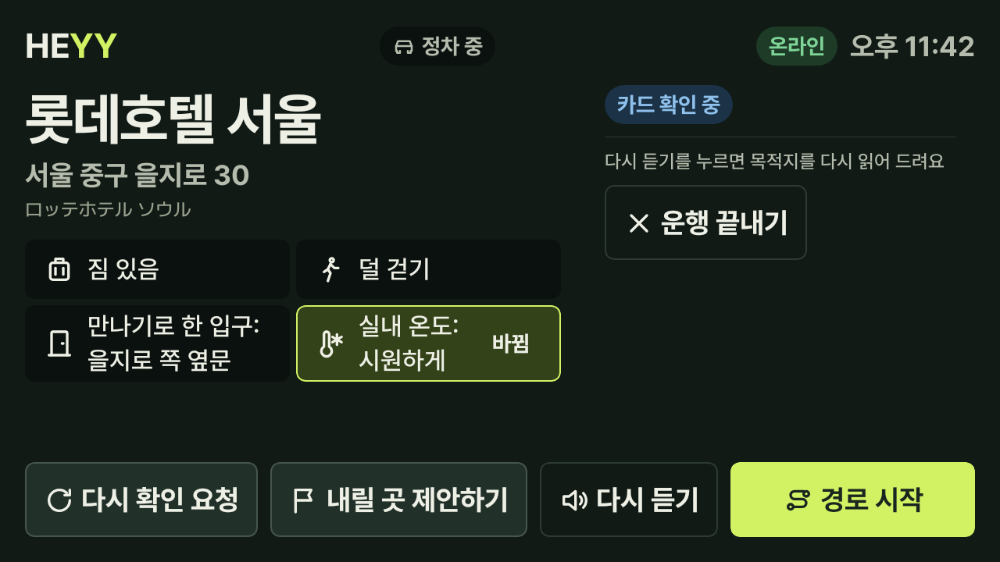 HEYY
정차 중
온라인
오후 11:42
롯데호텔 서울
서울 중구 을지로 30
ロッテホテル ソウル
짐 있음
덜 걷기
만나기로 한 입구:
을지로 쪽 옆문
실내 온도:
시원하게
바뀜
카드 확인 중
다시 듣기를 누르면 목적지를 다시 읽어 드려요
운행 끝내기
다시 확인 요청
내릴 곳 제안하기
다시 듣기
경로 시작